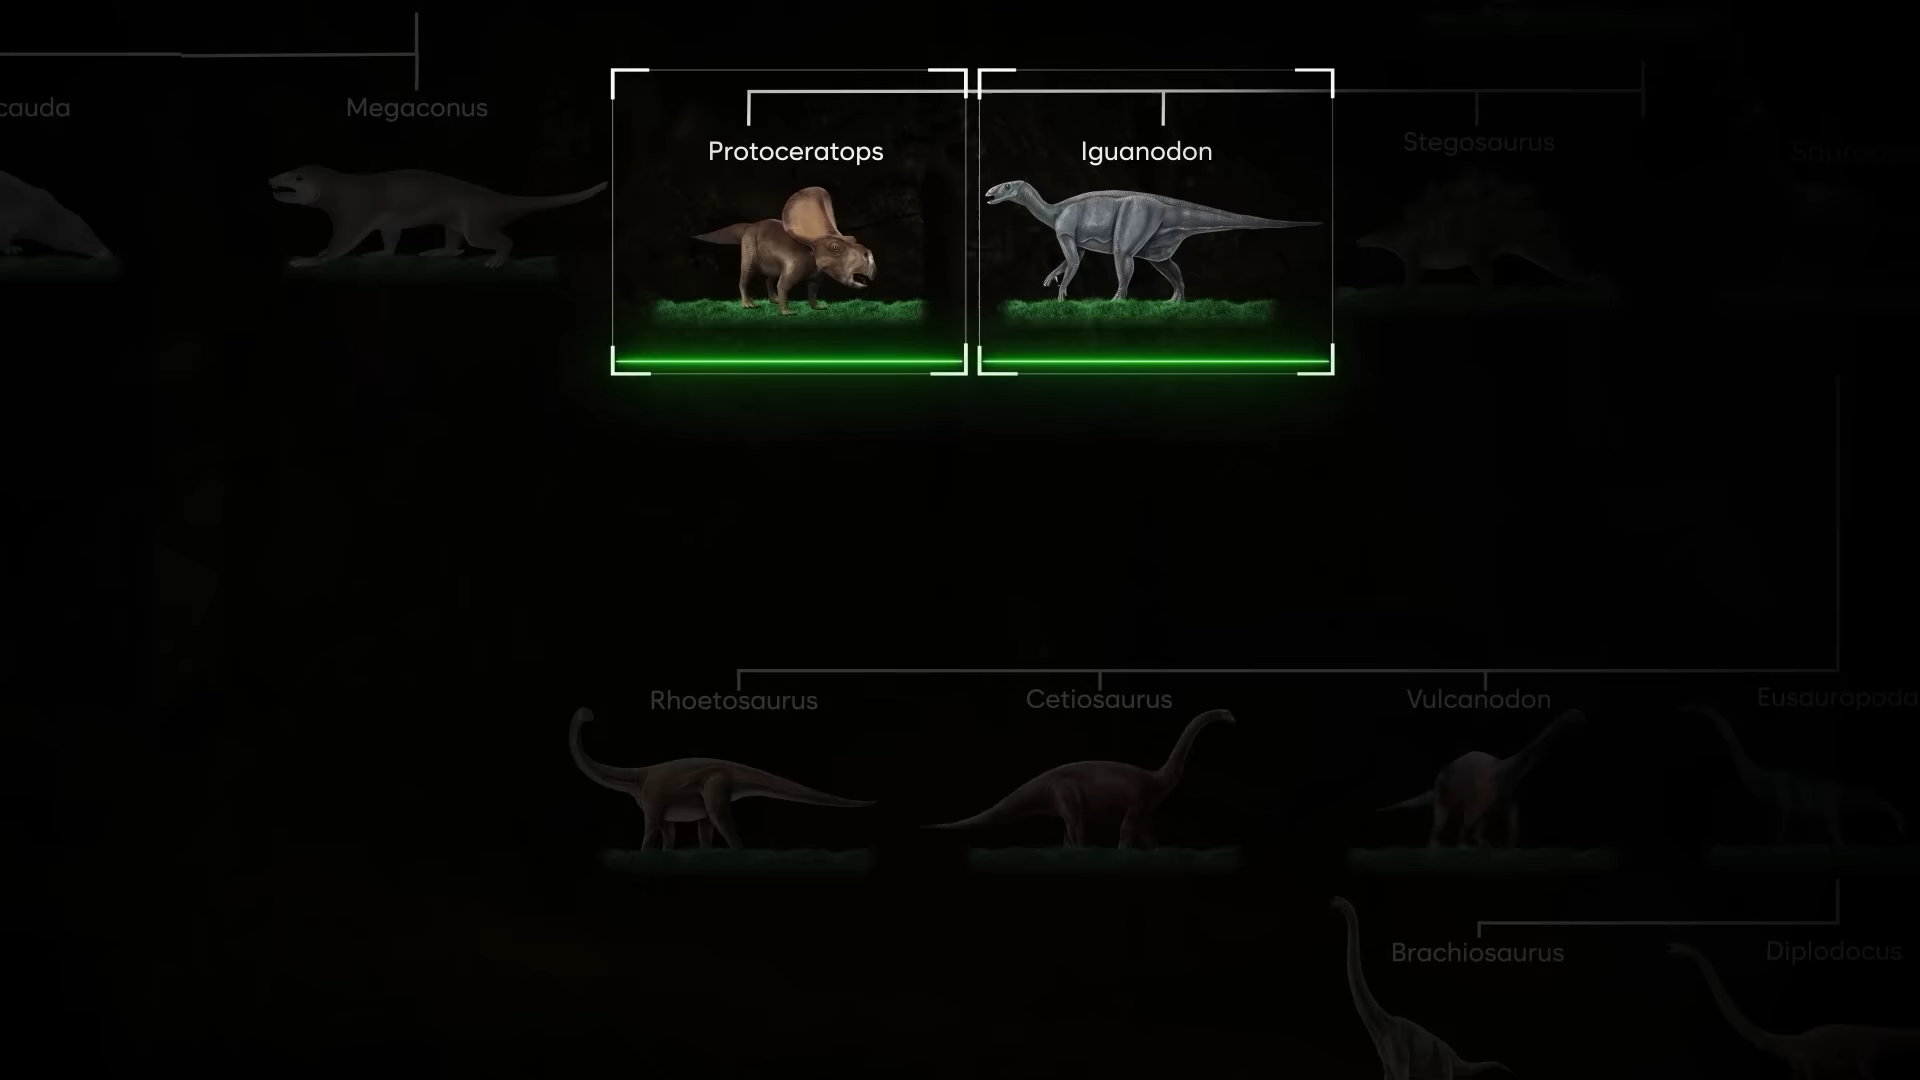 cauda
Megaconus
Protoceratops
Iguanodon
Stegosaurus
Rhoetosaurus
Cetiosaurus
Vulcanodon
Eusauropoda
Brachiosaurus
Diplodocus